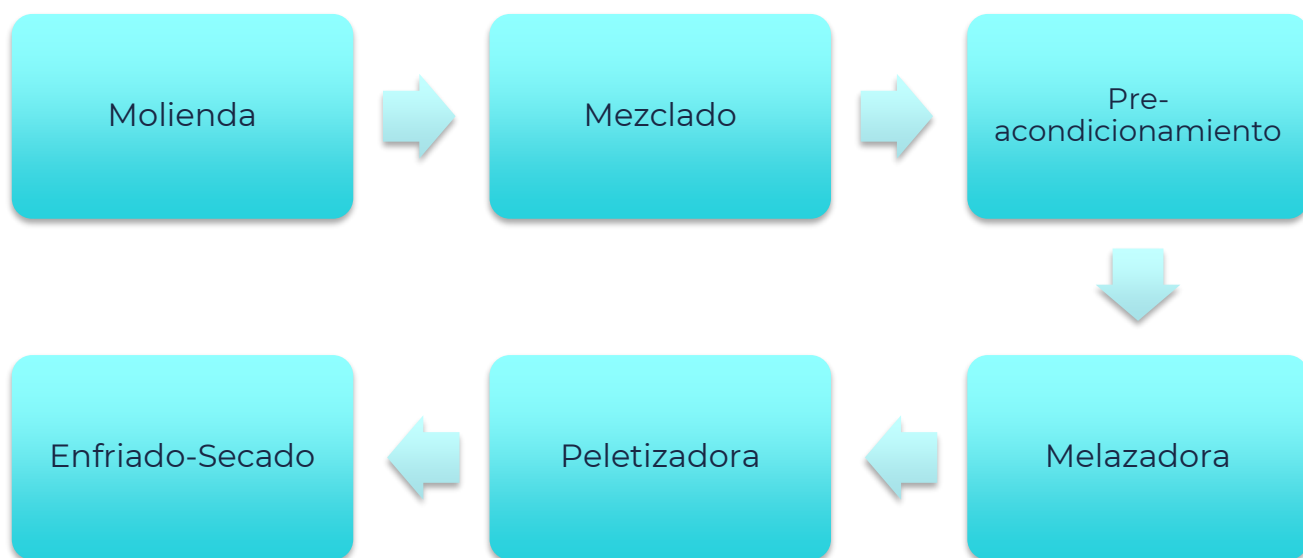 Molienda
Mezclado
Pre-
acondicionamiento
Melazadora
Peletizadora
Enfriado-Secado